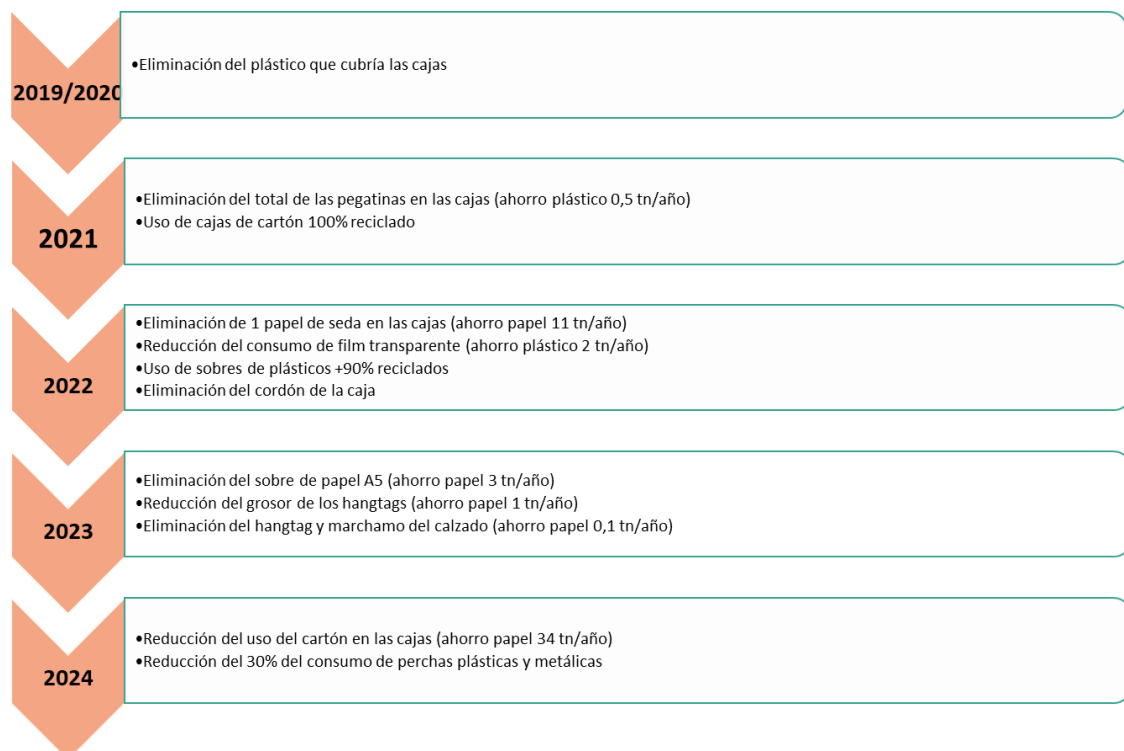 2019/2020
•Eliminación del plástico que cubría las cajas
2021
•Eliminación del total de las pegatinas en las cajas (ahorro plástico 0,5 tn/año)
•Uso de cajas de cartón 100% reciclado
2022
•Eliminación de 1 papel de seda en las cajas (ahorro papel 11 tn/año)
•Reducción del consumo de film transparente (ahorro plástico 2 tn/año)
•Uso de sobres de plásticos +90% reciclados
•Eliminación del cordón de la caja
2023
•Eliminación del sobre de papel A5 (ahorro papel 3 tn/año)
•Reducción del grosor de los hangtags (ahorro papel 1 tn/año)
•Eliminación del hangtag y marchamo del calzado (ahorro papel 0,1 tn/año)
2024
•Reducción del uso del cartón en las cajas (ahorro papel 34 tn/año)
•Reducción del 30% del consumo de perchas plásticas y metálicas